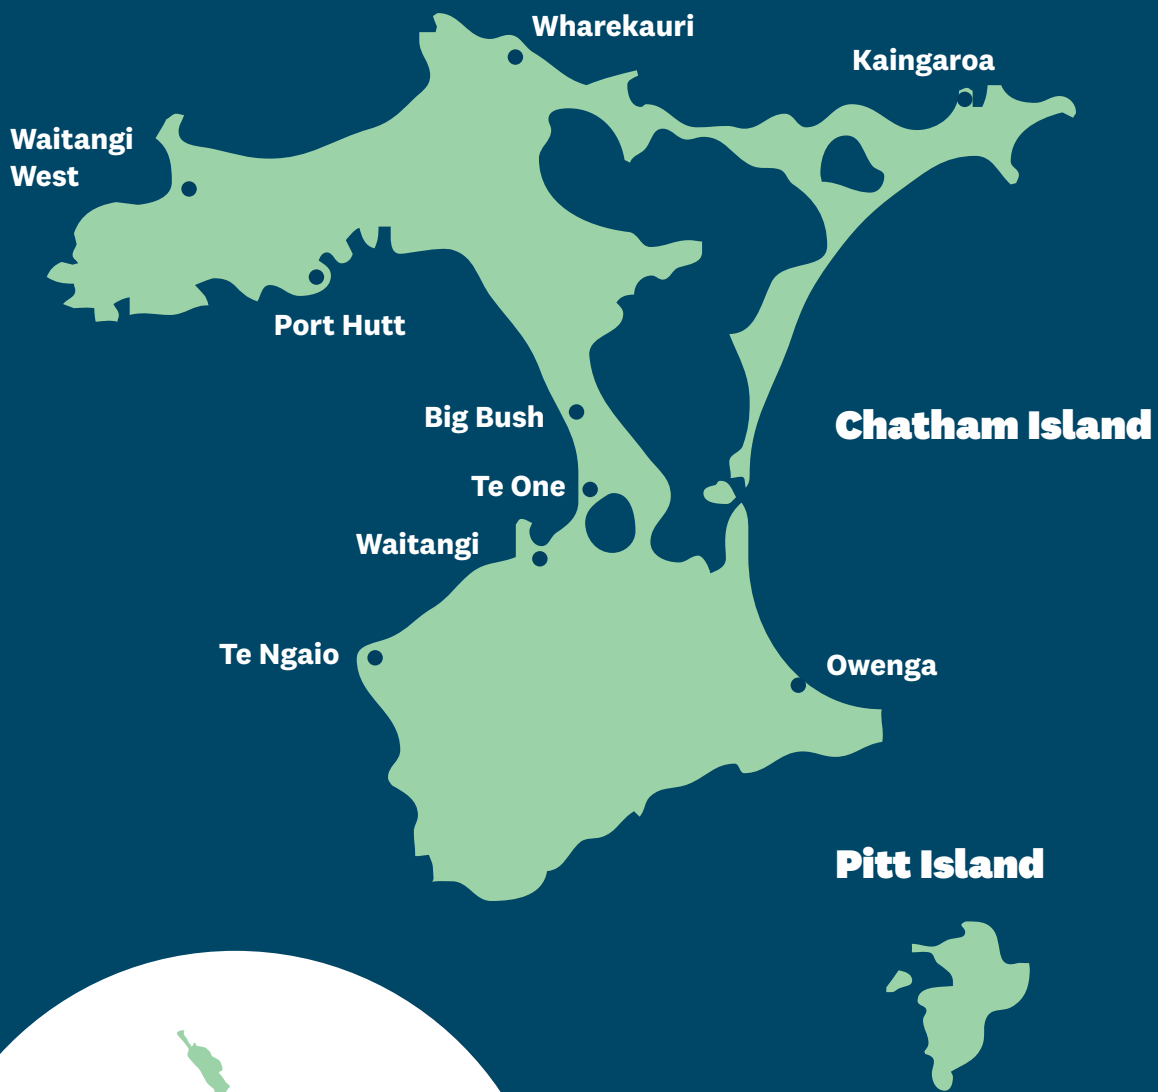 Wharekauri
Kaingaroa
Waitangi
West
Port Hutt
Big Bush
Chatham Island
Te One
Waitangi
Te Ngaio
Owenga
Pitt Island